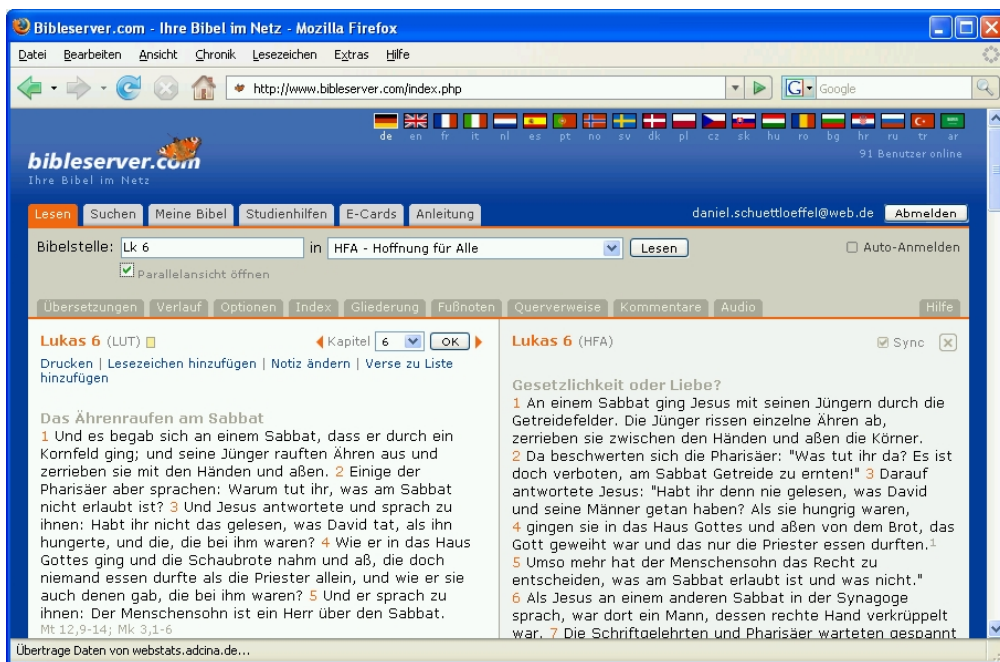 Bibleserver.com - Ihre Bibel im Netz - Mozilla Firefox
Datei Bearbeiten Ansicht Chronik Lesezeichen Extras Hilfe
http://www.bibleserver.com/index.php
G Google
de en fr it nl es pt no sv dk pl cz sk hu ro bg hr ru tr ar
bibleserver.com
Ihre Bibel im Netz
91 Benutzer online
Lesen Suchen Meine Bibel Studienhilfen E-Cards Anleitung
daniel.schuettloeffel@web.de Abmelden
Bibelstelle: Lk 6 in HFA - Hoffnung für Alle Lesen
Auto-Anmelden
Parallelansicht öffnen
Übersetzungen Verlauf Optionen Index Gliederung Fußnoten Querverweise Kommentare Audio Hilfe
Lukas 6 (LUT) Kapitel 6 OK
Drucken | Lesezeichen hinzufügen | Notiz ändern | Verse zu Liste
hinzufügen
Das Ährenraufen am Sabbat
1 Und es begab sich an einem Sabbat, dass er durch ein
Kornfeld ging; und seine Jünger rauften Ähren aus und
zerrieben sie mit den Händen und aßen. 2 Einige der
Pharisäer aber sprachen: Warum tut ihr, was am Sabbat
nicht erlaubt ist? 3 Und Jesus antwortete und sprach zu
ihnen: Habt ihr nicht das gelesen, was David tat, als ihn
hungerte, und die, die bei ihm waren? 4 Wie er in das Haus
Gottes ging und die Schaubrote nahm und aß, die doch
niemand essen durfte als die Priester allein, und wie er sie
auch denen gab, die bei ihm waren? 5 Und er sprach zu
ihnen: Der Menschensohn ist ein Herr über den Sabbat.
Mt 12,9-14; Mk 3,1-6
Lukas 6 (HFA) Sync
Gesetzlichkeit oder Liebe?
1 An einem Sabbat ging Jesus mit seinen Jüngern durch die
Getreidefelder. Die Jünger rissen einzelne Ähren ab,
zerrieben sie zwischen den Händen und aßen die Körner.
2 Da beschwerten sich die Pharisäer: "Was tut ihr da? Es ist
doch verboten, am Sabbat Getreide zu ernten!" 3 Darauf
antwortete Jesus: "Habt ihr denn nie gelesen, was David
und seine Männer getan haben? Als sie hungrig waren,
4 gingen sie in das Haus Gottes und aßen von dem Brot, das
Gott geweiht war und das nur die Priester essen durften.¹
5 Umso mehr hat der Menschensohn das Recht zu
entscheiden, was am Sabbat erlaubt ist und was nicht."
6 Als Jesus an einem anderen Sabbat in der Synagoge
sprach, war dort ein Mann, dessen rechte Hand verkrüppelt
war. 7 Die Schriftgelehrten und Pharisäer warteten gespannt
Übertrage Daten von webstats.adcina.de...